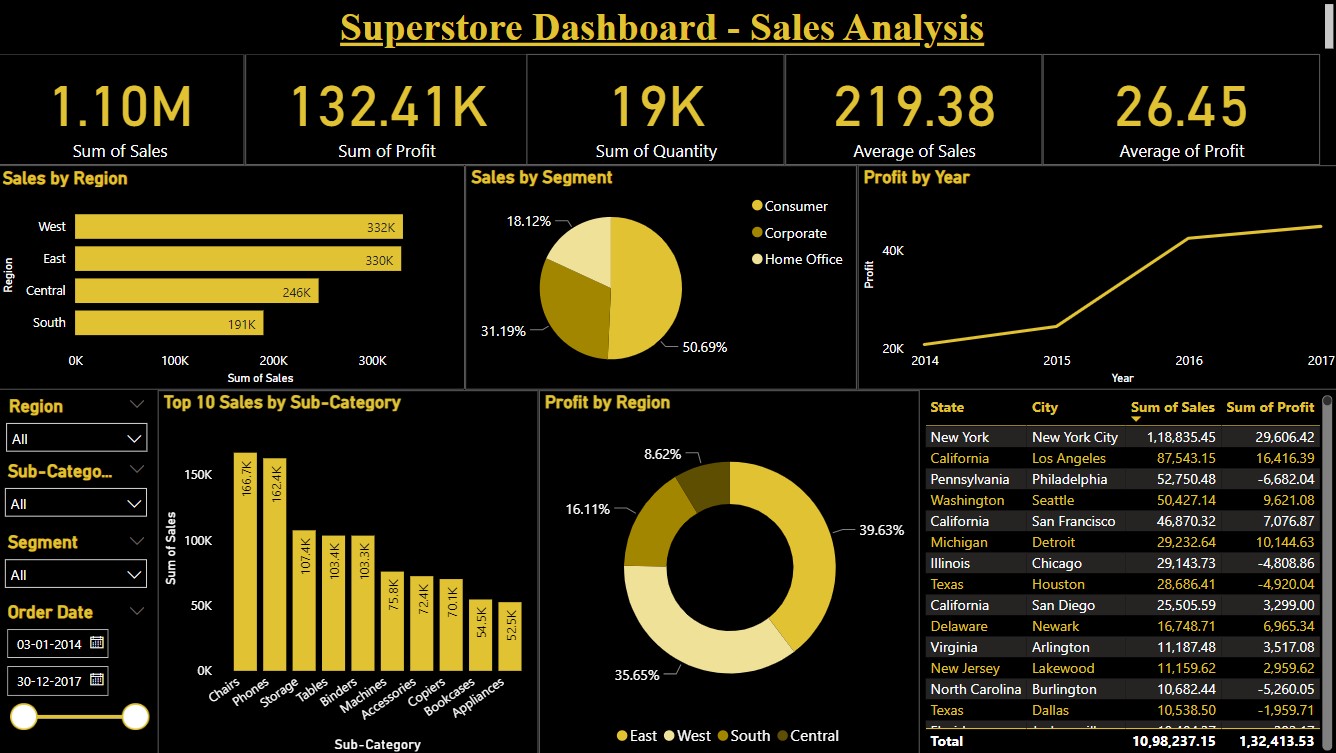 Superstore Dashboard - Sales Analysis
1.10M
Sum of Sales
132.41K
Sum of Profit
19K
Sum of Quantity
219.38
Average of Sales
26.45
Average of Profit
Sales by Region
Region
West
332K
East
330K
Central
246K
South
191K
0K 100K 200K 300K
Sum of Sales
Sales by Segment
18.12%
31.19%
50.69%
Consumer
Corporate
Home Office
Profit by Year
Profit
40K
20K
2014 2015 2016 2017
Year
Region
All
Sub-Catego...
All
Segment
All
Order Date
03-01-2014
30-12-2017
Top 10 Sales by Sub-Category
Sum of Sales
150K
100K
50K
0K
166.7K 162.4K 107.4K 103.4K 103.3K 75.8K 72.4K 70.1K 54.5K 52.5K
Chairs Phones Storage Tables Binders Machines Accessories Copiers Bookcases Appliances
Sub-Category
Profit by Region
8.62%
16.11%
39.63%
35.65%
East West South Central
State City Sum of Sales Sum of Profit
New York New York City 1,18,835.45 29,606.42
California Los Angeles 87,543.15 16,416.39
Pennsylvania Philadelphia 52,750.48 -6,682.04
Washington Seattle 50,427.14 9,621.08
California San Francisco 46,870.32 7,076.87
Michigan Detroit 29,232.64 10,144.63
Illinois Chicago 29,143.73 -4,808.86
Texas Houston 28,686.41 -4,920.04
California San Diego 25,505.59 3,299.00
Delaware Newark 16,748.71 6,965.34
Virginia Arlington 11,187.48 3,517.08
New Jersey Lakewood 11,159.62 2,959.62
North Carolina Burlington 10,682.44 -5,260.05
Texas Dallas 10,538.50 -1,959.71
Total 10,98,237.15 1,32,413.53